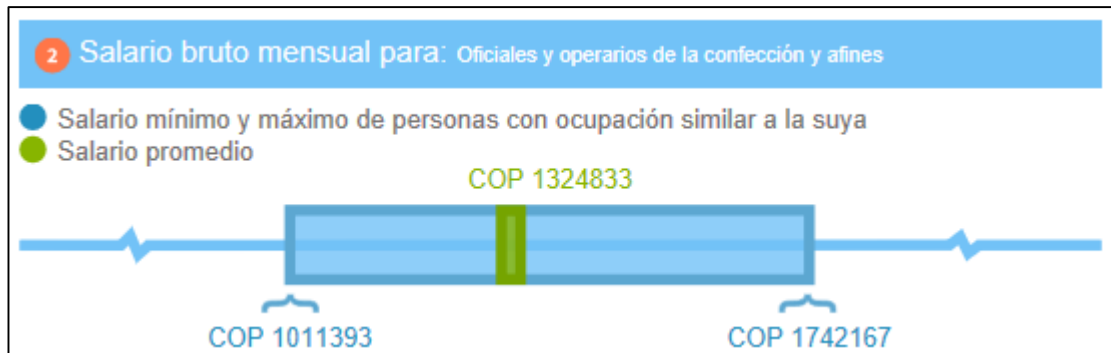 2 Salario bruto mensual para: Oficiales y operarios de la confección y afines
Salario mínimo y máximo de personas con ocupación similar a la suya
Salario promedio
COP 1324833
COP 1011393 COP 1742167